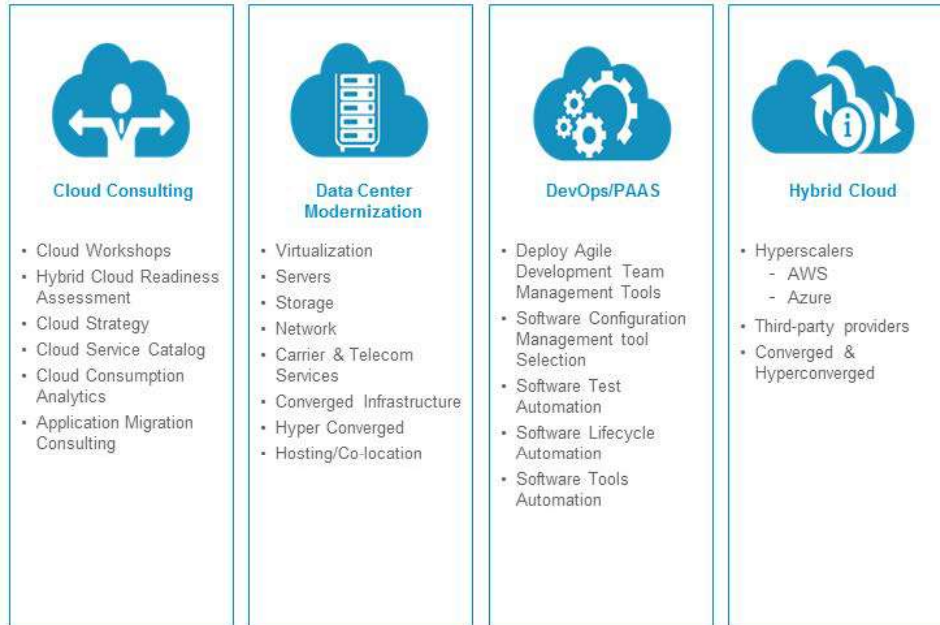 Cloud Consulting
• Cloud Workshops
• Hybrid Cloud Readiness
Assessment
• Cloud Strategy
• Cloud Service Catalog
• Cloud Consumption
Analytics
• Application Migration
Consulting
Data Center
Modernization
• Virtualization
• Servers
• Storage
• Network
• Carrier & Telecom
Services
• Converged Infrastructure
• Hyper Converged
• Hosting/Co-location
DevOps/PAAS
• Deploy Agile
Development Team
Management Tools
• Software Configuration
Management tool
Selection
• Software Test
Automation
• Software Lifecycle
Automation
• Software Tools
Automation
i
Hybrid Cloud
• Hyperscalers
- AWS
- Azure
• Third-party providers
• Converged &
Hyperconverged